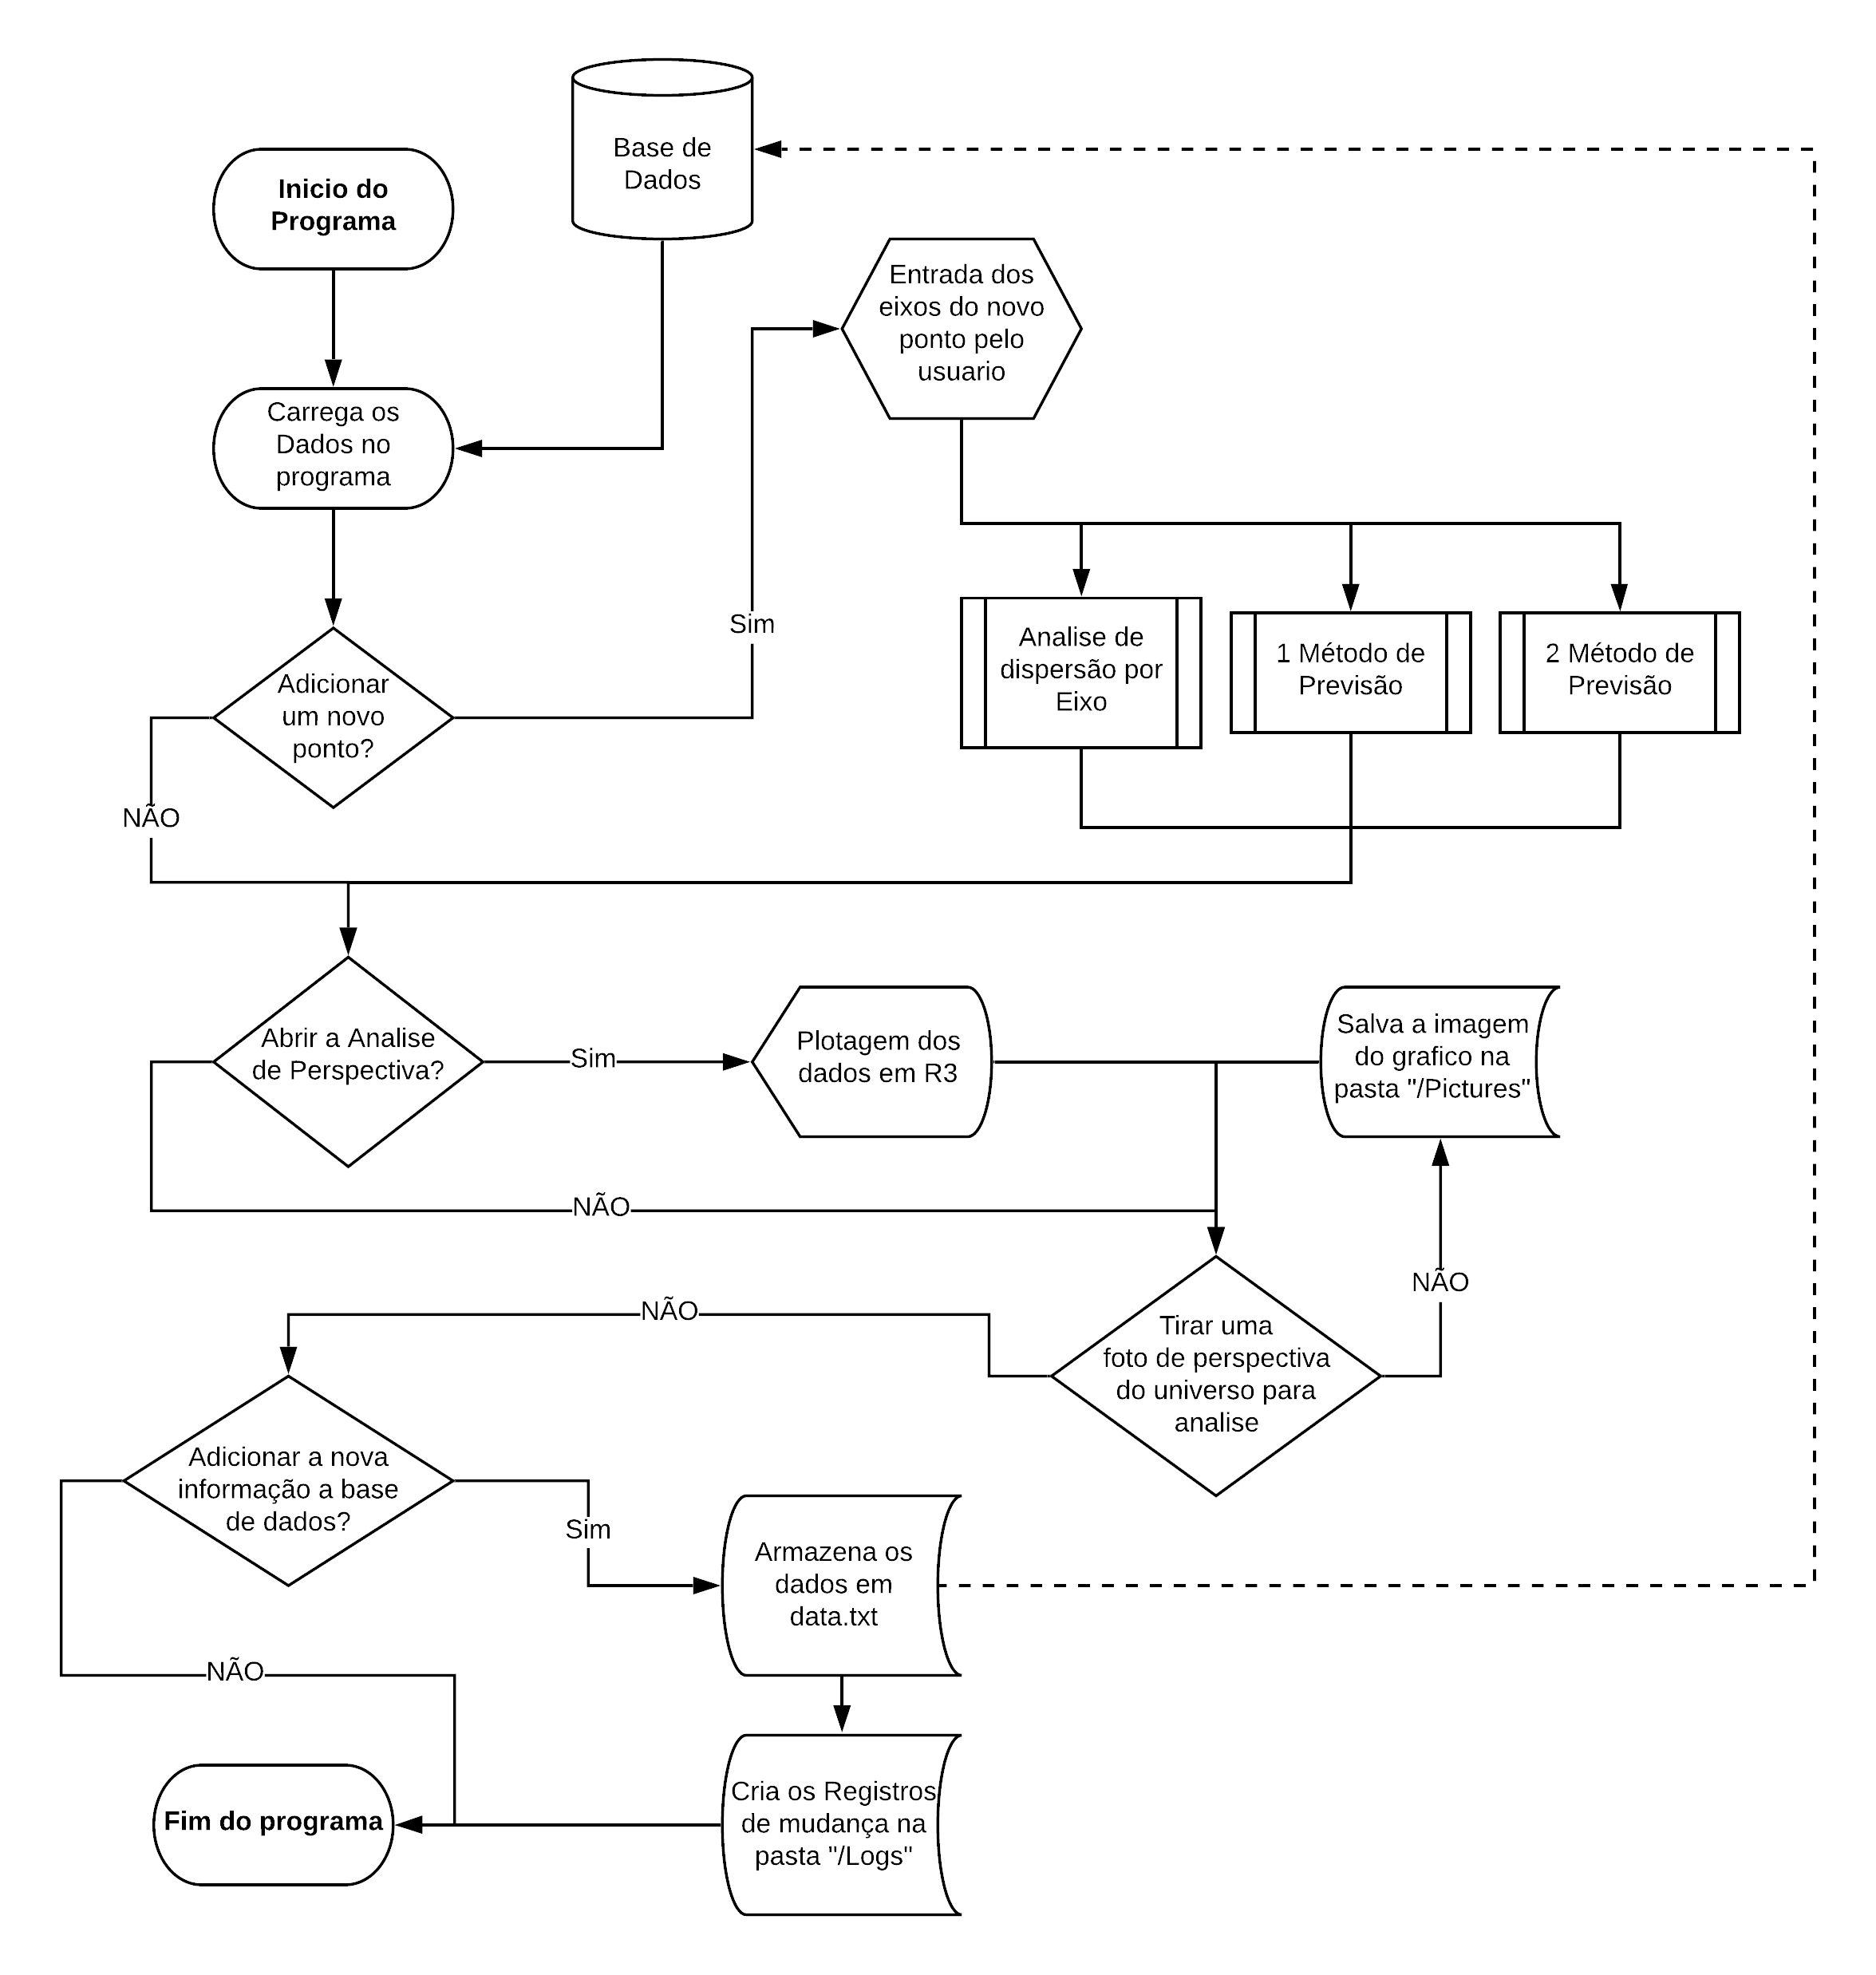 Base de
Dados
Inicio do
Programa
Entrada dos
eixos do novo
ponto pelo
usuario
Carrega os
Dados no
programa
Sim
Analise de
dispersão por
Eixo
1 Método de
Previsão
2 Método de
Previsão
Adicionar
um novo
ponto?
NÃO
Abrir a Analise
de Perspectiva?
Sim
Plotagem dos
dados em R3
Salva a imagem
do grafico na
pasta "/Pictures"
NÃO
NÃO
NÃO
Tirar uma
foto de perspectiva
do universo para
analise
Adicionar a nova
informação a base
de dados?
Sim
Armazena os
dados em
data.txt
NÃO
Cria os Registros
de mudança na
pasta "/Logs"
Fim do programa